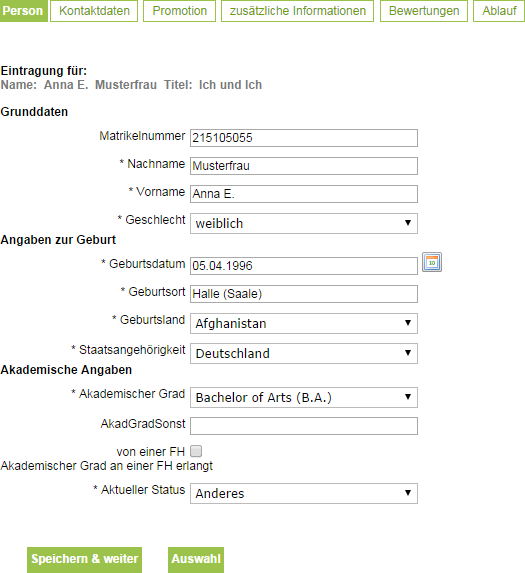 Person Kontaktdaten Promotion zusätzliche Informationen Bewertungen Ablauf
Eintragung für:
Name: Anna E. Musterfrau Titel: Ich und Ich
Grunddaten
Matrikelnummer 215105055
* Nachname Musterfrau
* Vorname Anna E.
* Geschlecht weiblich
Angaben zur Geburt
* Geburtsdatum 05.04.1996 10
* Geburtsort Halle (Saale)
* Geburtsland Afghanistan
* Staatsangehörigkeit Deutschland
Akademische Angaben
* Akademischer Grad Bachelor of Arts (B.A.)
AkadGradSonst
von einer FH
Akademischer Grad an einer FH erlangt
* Aktueller Status Anderes
Speichern & weiter Auswahl